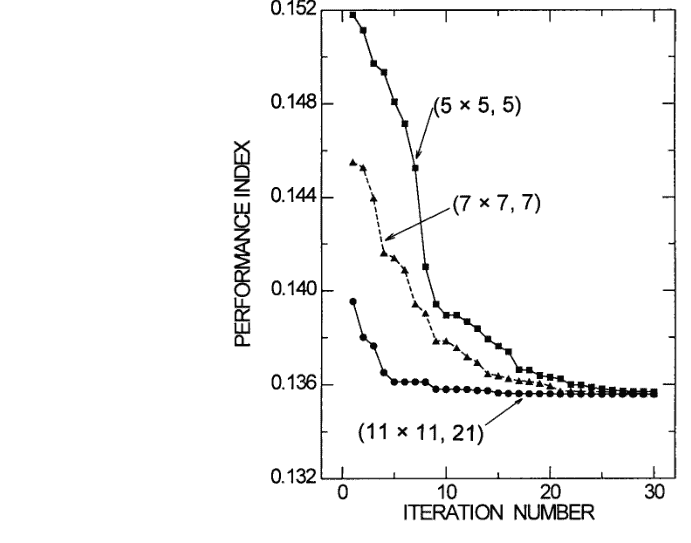 0.152
0.148
(5 × 5, 5)
0.144
(7 × 7, 7)
0.140
PERFORMANCE INDEX
0.136
(11 × 11, 21)
0.132
0 10 20 30
ITERATION NUMBER